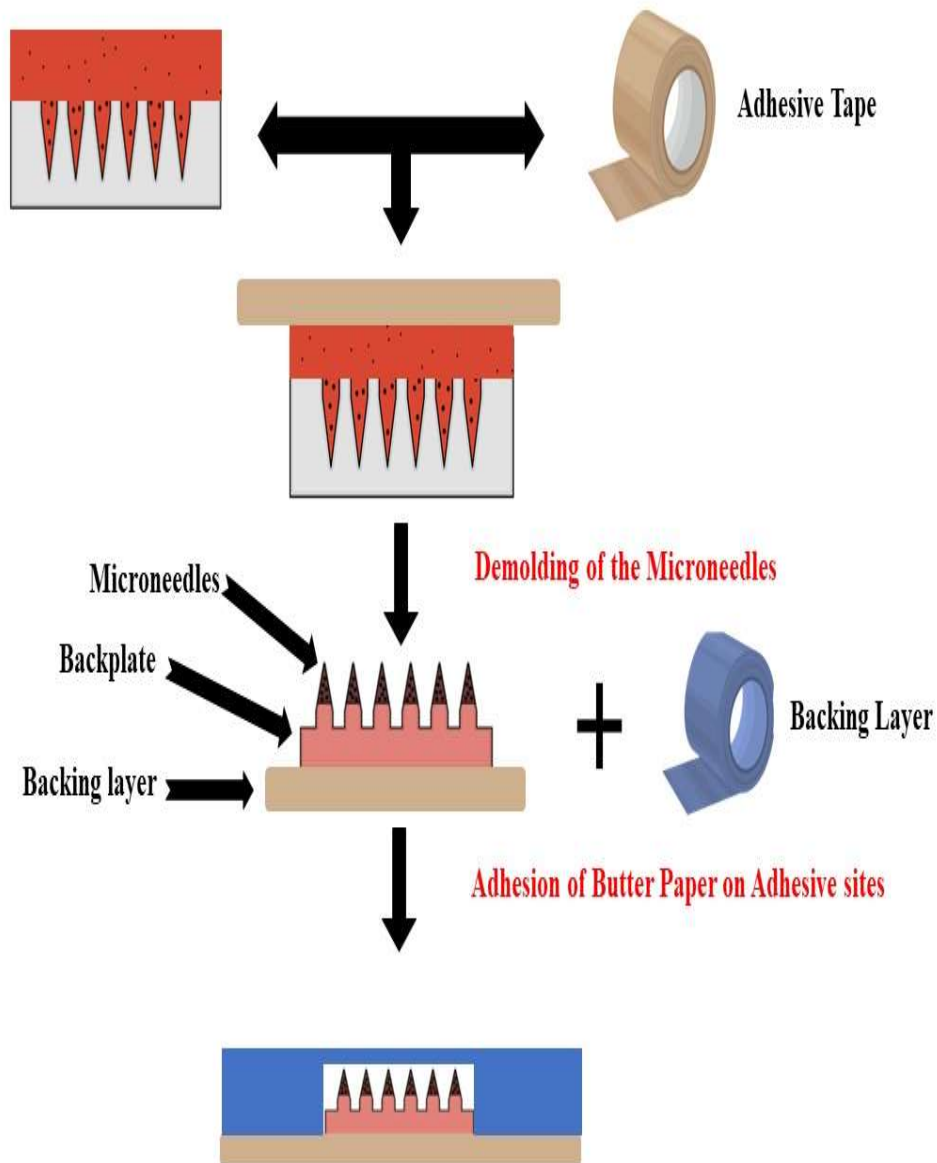 Adhesive Tape
Demolding of the Microneedles
Microneedles
Backplate
Backing layer
Backing Layer
Adhesion of Butter Paper on Adhesive sites